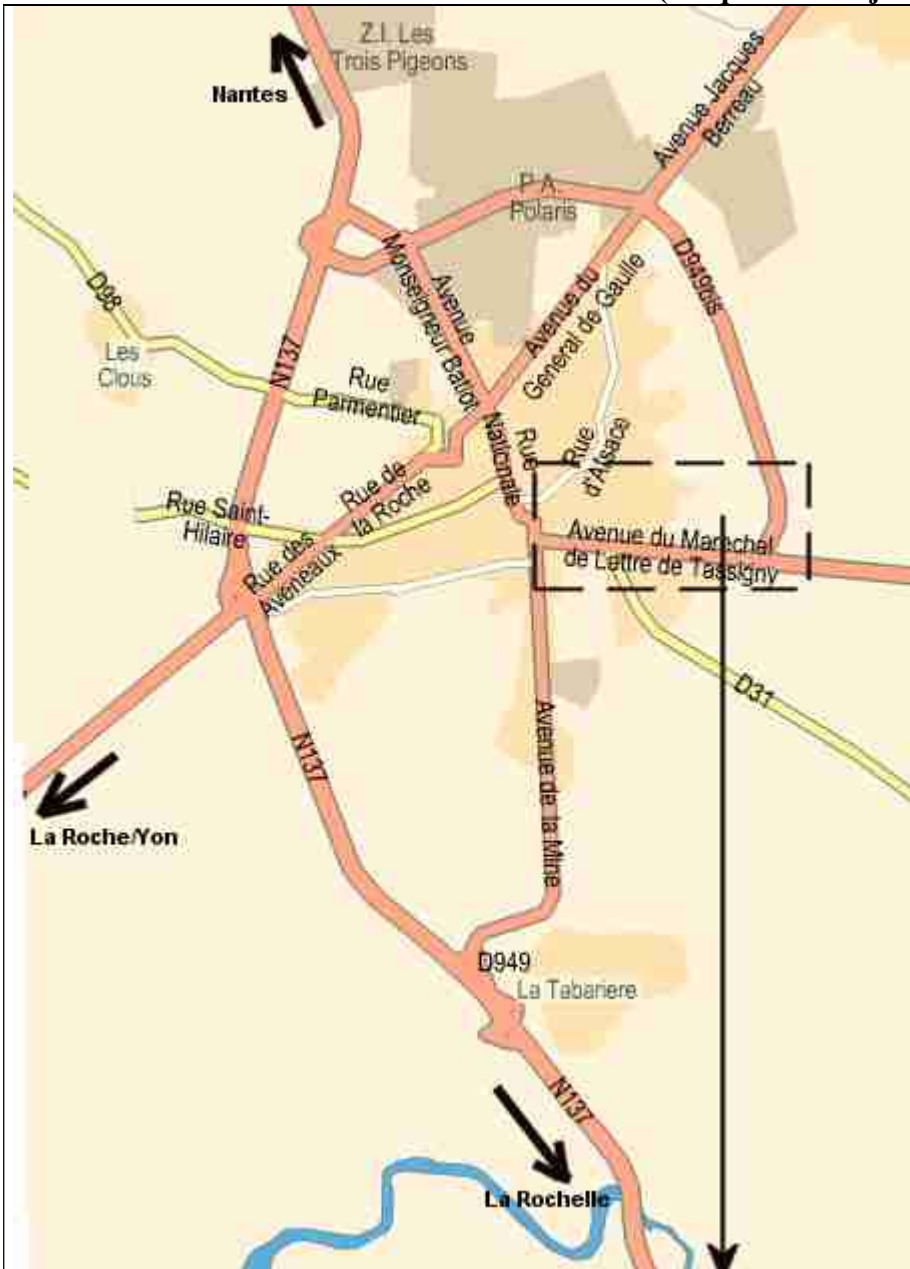 Z.I. Les
Trois Pigeons
Nantes
Avenue Jacques
Berreau
P.A.
Polaris
D949bis
D98
Avenue
Monseigneur Batiot
Avenue du
General de Gaulle
Les
Clous
N137
Rue
Parmentier
Rue
Nationale
Rue
d'Alsace
Rue de
la Roche
Rue Saint-
Hilaire
Rue des
Aveneaux
Avenue du Marechal
de Lattre de Tassigny
D31
N137
Avenue de la Mine
La Roche/Yon
D949
La Tabariere
N137
La Rochelle